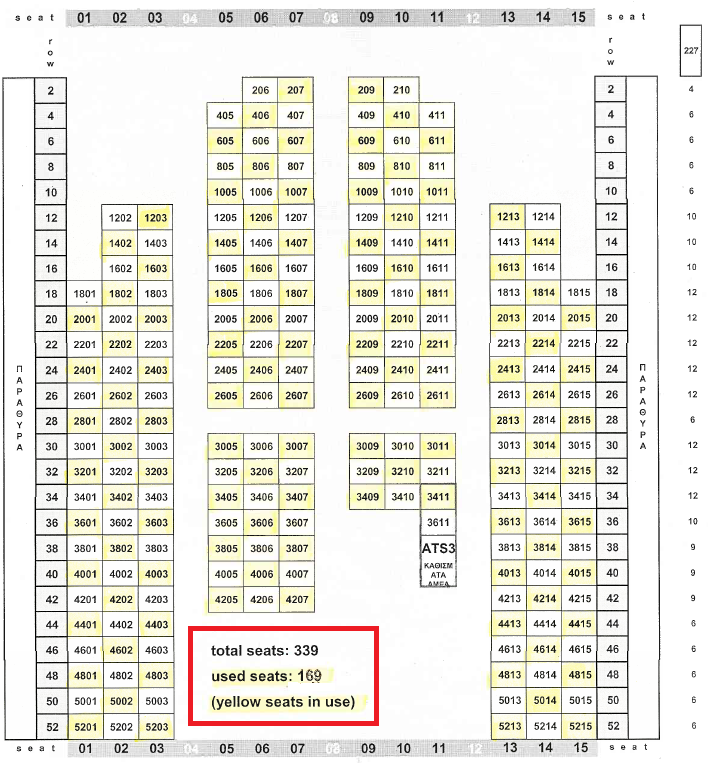 seat 01 02 03 04 05 06 07 08 09 10 11 12 13 14 15 seat
row row 227
2 206 207 209 210 2 4
4 405 406 407 409 410 411 4 6
6 605 606 607 609 610 611 6 6
8 805 806 807 809 810 811 8 6
10 1005 1006 1007 1009 1010 1011 10 6
12 1202 1203 1205 1206 1207 1209 1210 1211 1213 1214 12 10
14 1402 1403 1405 1406 1407 1409 1410 1411 1413 1414 14 10
16 1602 1603 1605 1606 1607 1609 1610 1611 1613 1614 16 10
18 1801 1802 1803 1805 1806 1807 1809 1810 1811 1813 1814 1815 18 12
20 2001 2002 2003 2005 2006 2007 2009 2010 2011 2013 2014 2015 20 12
22 2201 2202 2203 2205 2206 2207 2209 2210 2211 2213 2214 2215 22 12
24 2401 2402 2403 2405 2406 2407 2409 2410 2411 2413 2414 2415 24 12
26 2601 2602 2603 2605 2606 2607 2609 2610 2611 2613 2614 2615 26 12
28 2801 2802 2803 2813 2814 2815 28 6
30 3001 3002 3003 3005 3006 3007 3009 3010 3011 3013 3014 3015 30 12
32 3201 3202 3203 3205 3206 3207 3209 3210 3211 3213 3214 3215 32 12
34 3401 3402 3403 3405 3406 3407 3409 3410 3411 3413 3414 3415 34 12
36 3601 3602 3603 3605 3606 3607 3611 3613 3614 3615 36 10
38 3801 3802 3803 3805 3806 3807 ATS3 3813 3814 3815 38 9
40 4001 4002 4003 4005 4006 4007 ΚΑΘΙΣΜ ΑΤΑ ΑΜΕΑ 4013 4014 4015 40 9
42 4201 4202 4203 4205 4206 4207 4213 4214 4215 42 9
44 4401 4402 4403 4413 4414 4415 44 6
46 4601 4602 4603 4613 4614 4615 46 6
48 4801 4802 4803 4813 4814 4815 48 6
50 5001 5002 5003 5013 5014 5015 50 6
52 5201 5202 5203 5213 5214 5215 52 6
seat 01 02 03 04 05 06 07 08 09 10 11 12 13 14 15 seat
ΠΑΡΑΘΥΡΑ
ΠΑΡΑΘΥΡΑ
total seats: 339
used seats: 169
(yellow seats in use)